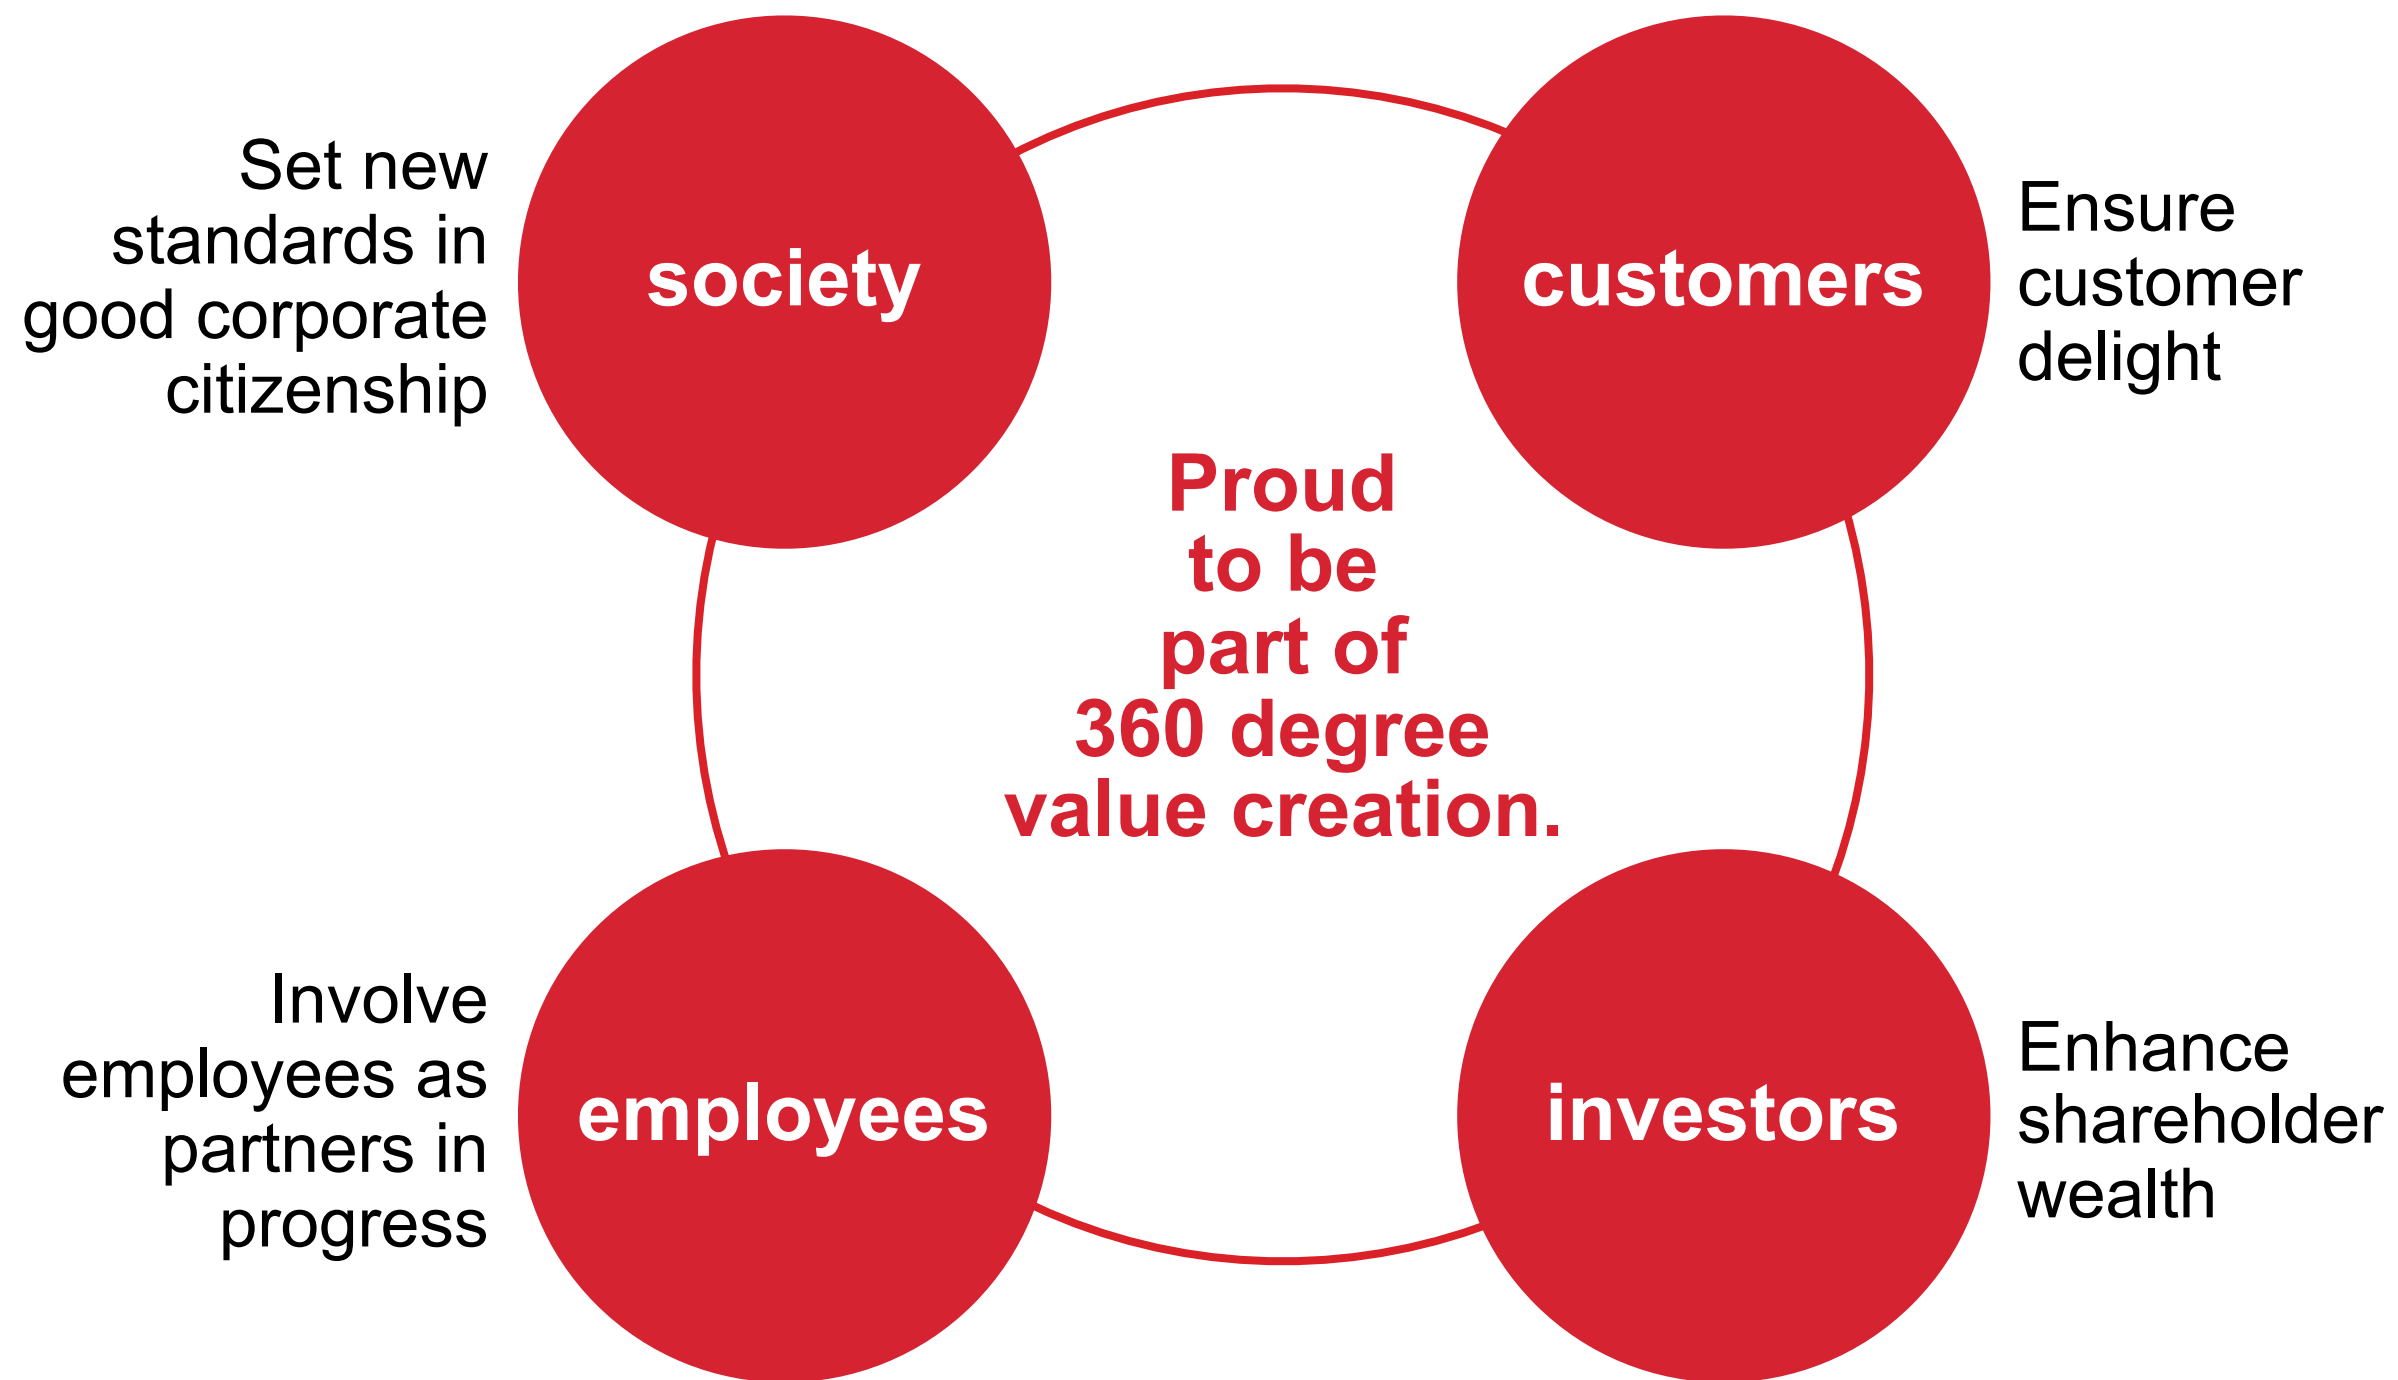 Set new
standards in
good corporate
citizenship
society
customers
Ensure
customer
delight
Proud
to be
part of
360 degree
value creation.
Involve
employees as
partners in
progress
employees
investors
Enhance
shareholder
wealth